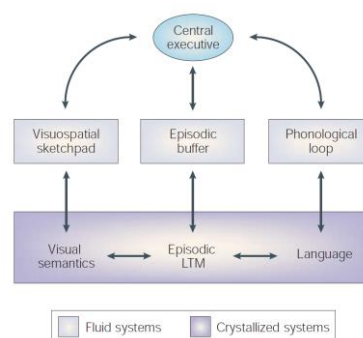 Central
executive
Visuospatial
sketchpad
Episodic
buffer
Phonological
loop
Visual
semantics
Episodic
LTM
Language
Fluid systems
Crystallized systems